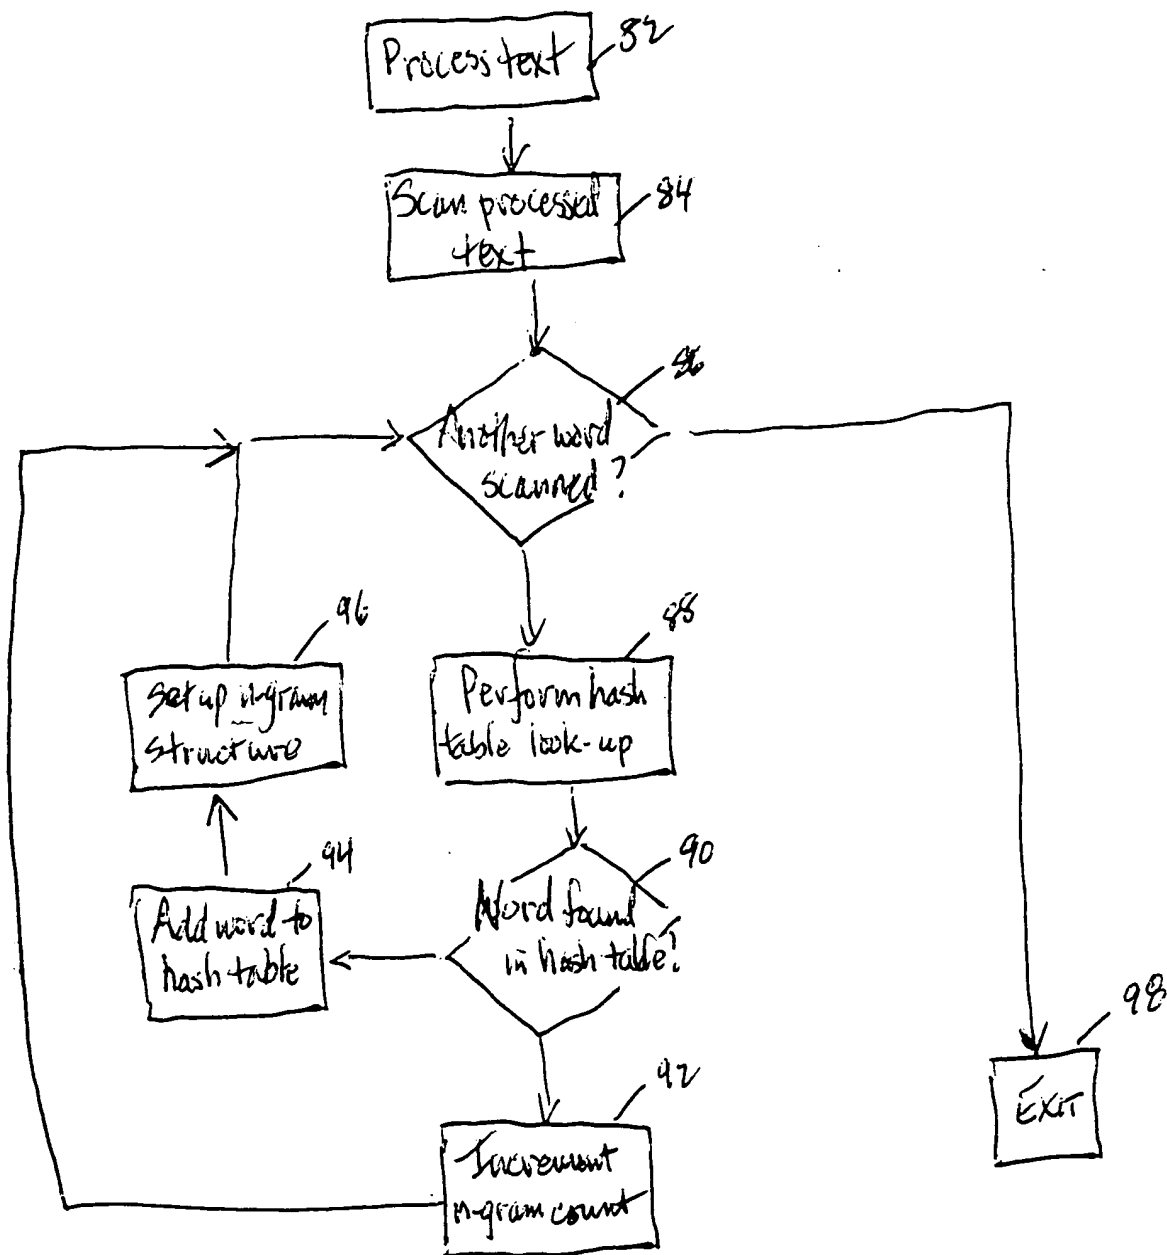 Process text
82
Scan processed
text
84
86
Another word
scanned?
96
88
Set up n-gram
structure
Perform hash
table look-up
94
90
Add word to
hash table
Word found
in hash table?
98
EXIT
92
Increment
n-gram count